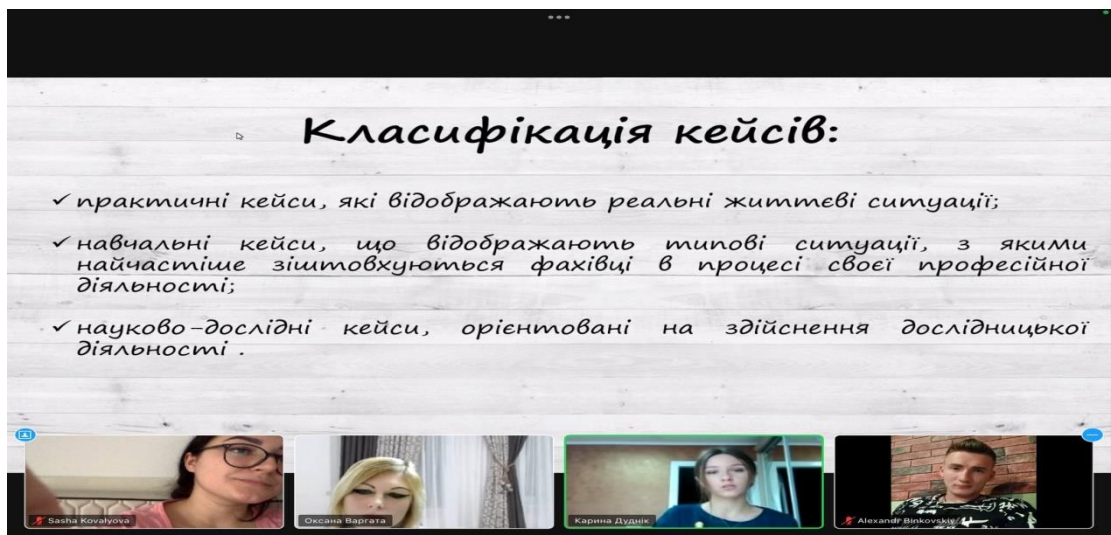 Класифікація кейсів:
✓ практичні кейси, які відображають реальні життєві ситуації;
✓ навчальні кейси, що відображають типові ситуації, з якими
найчастіше зіштовхуються фахівці в процесі своєї професійної
діяльності;
✓ науково-дослідні кейси, орієнтовані на здійснення дослідницької
діяльності .
Sasha Kovalyova
Оксана Варгата
Карина Дуднік
Alexandr Binkovskiy